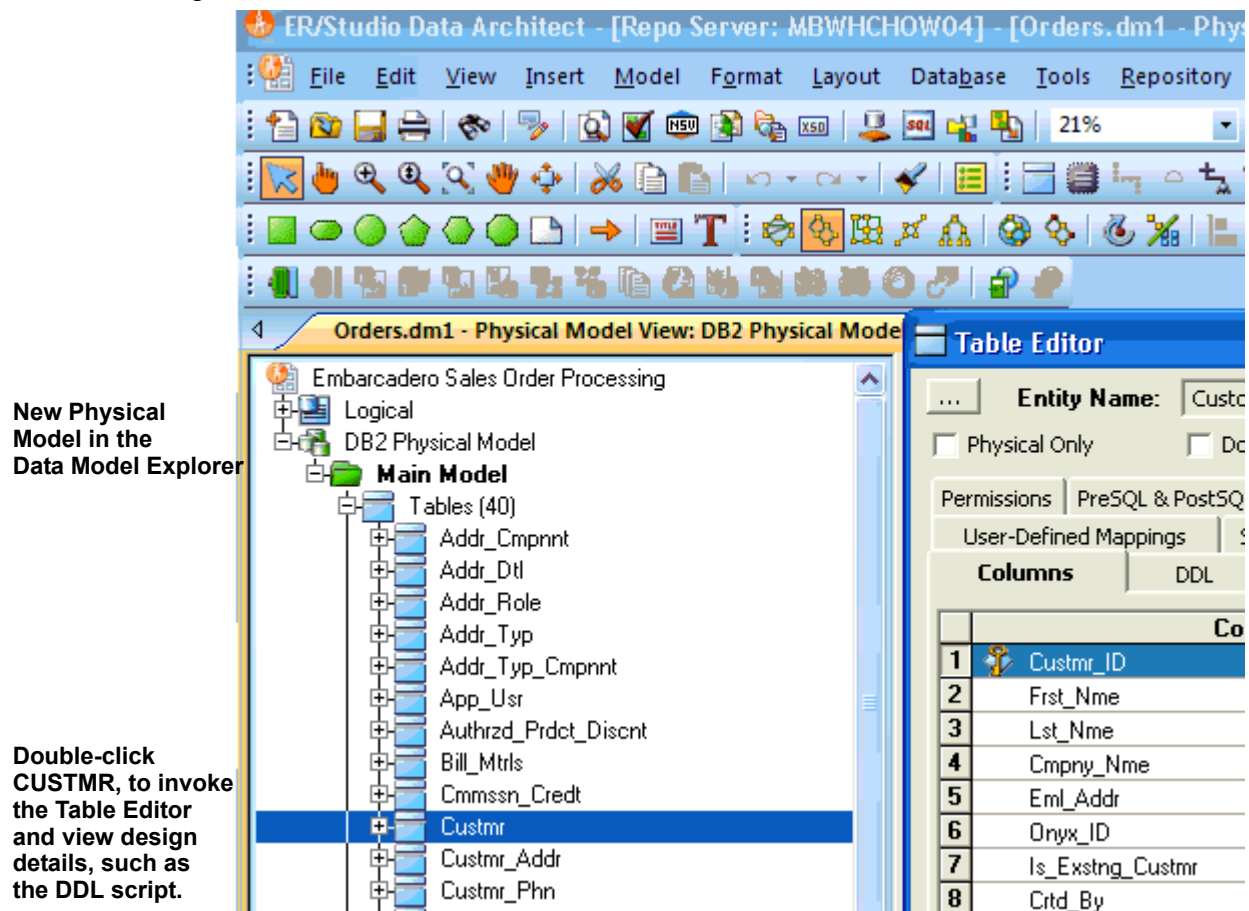 ER/Studio Data Architect - [Repo Server: MBWHCHOW04] - [Orders.dm1 - Phys
File Edit View Insert Model Format Layout Database Tools Repository
NSU XSD SQL 21%
TITLE T
Orders.dm1 - Physical Model View: DB2 Physical Mode
Table Editor
Embarcadero Sales Order Processing
Logical
DB2 Physical Model
Main Model
Tables (40)
Addr_Cmpnnt
Addr_Dtl
Addr_Role
Addr_Typ
Addr_Typ_Cmpnnt
App_Usr
Authrzd_Prdct_Discnt
Bill_Mtrls
Cmmssn_Credt
Custmr
Custmr_Addr
Custmr_Phn
... Entity Name: Custo
Physical Only Do
Permissions PreSQL & PostSQ
User-Defined Mappings S
Columns DDL
Co
1 Custmr_ID
2 Frst_Nme
3 Lst_Nme
4 Cmpny_Nme
5 Eml_Addr
6 Onyx_ID
7 Is_Exstng_Custmr
8 Crtd_By
New Physical
Model in the
Data Model Explorer
Double-click
CUSTMR, to invoke
the Table Editor
and view design
details, such as
the DDL script.